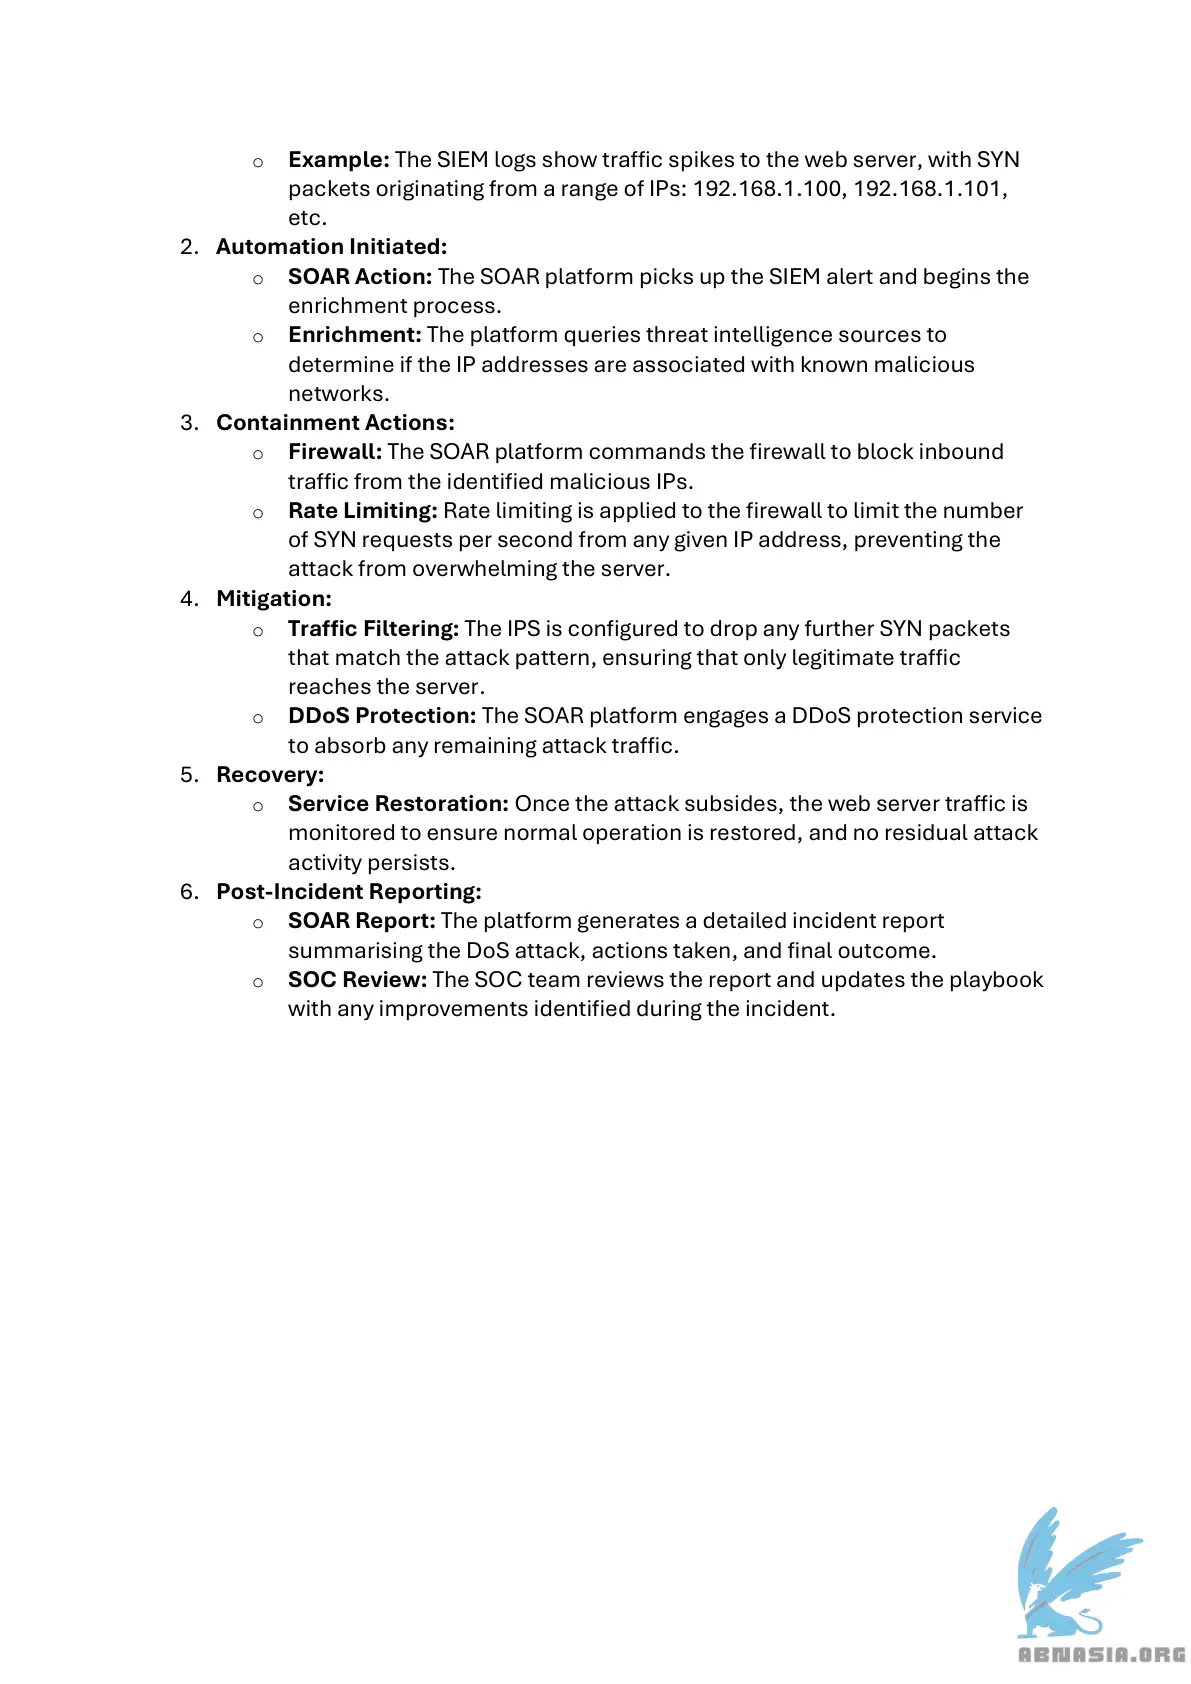 o Example: The SIEM logs show traffic spikes to the web server, with SYN
packets originating from a range of IPs: 192.168.1.100, 192.168.1.101,
etc.
2. Automation Initiated:
o SOAR Action: The SOAR platform picks up the SIEM alert and begins the
enrichment process.
o Enrichment: The platform queries threat intelligence sources to
determine if the IP addresses are associated with known malicious
networks.
3. Containment Actions:
o Firewall: The SOAR platform commands the firewall to block inbound
traffic from the identified malicious IPs.
o Rate Limiting: Rate limiting is applied to the firewall to limit the number
of SYN requests per second from any given IP address, preventing the
attack from overwhelming the server.
4. Mitigation:
o Traffic Filtering: The IPS is configured to drop any further SYN packets
that match the attack pattern, ensuring that only legitimate traffic
reaches the server.
o DDoS Protection: The SOAR platform engages a DDoS protection service
to absorb any remaining attack traffic.
5. Recovery:
o Service Restoration: Once the attack subsides, the web server traffic is
monitored to ensure normal operation is restored, and no residual attack
activity persists.
6. Post-Incident Reporting:
o SOAR Report: The platform generates a detailed incident report
summarising the DoS attack, actions taken, and final outcome.
o SOC Review: The SOC team reviews the report and updates the playbook
with any improvements identified during the incident.
ABNASIA.ORG